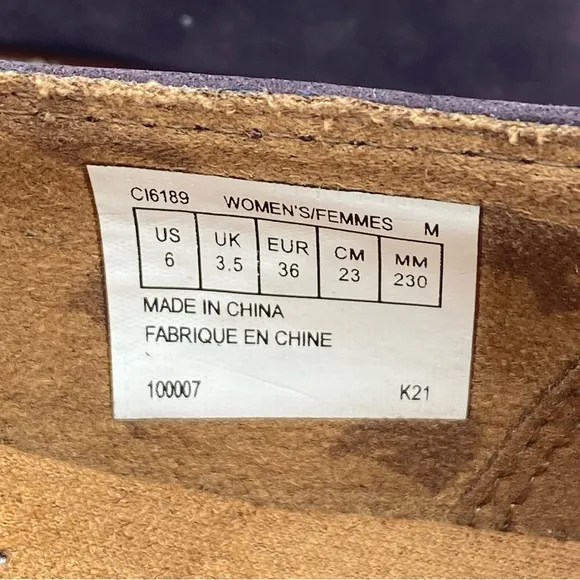 CI6189 WOMEN'S/FEMMES M
US UK EUR CM MM
6 3.5 36 23 230
MADE IN CHINA
FABRIQUE EN CHINE
100007 K21